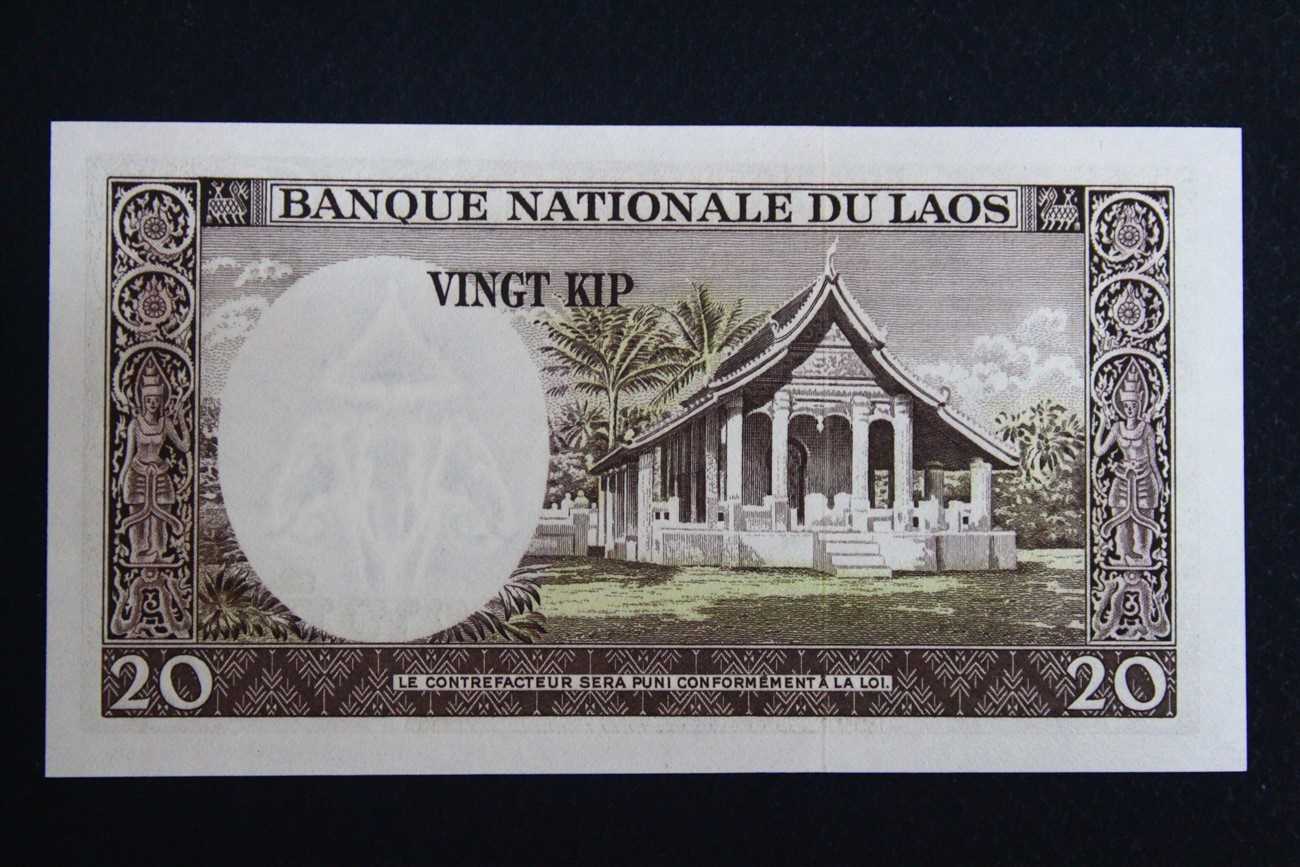 BANQUE NATIONALE DU LAOS
VINGT KIP
20
LE CONTREFACTEUR SERA PUNI CONFORMÉMENT À LA LOI.
20